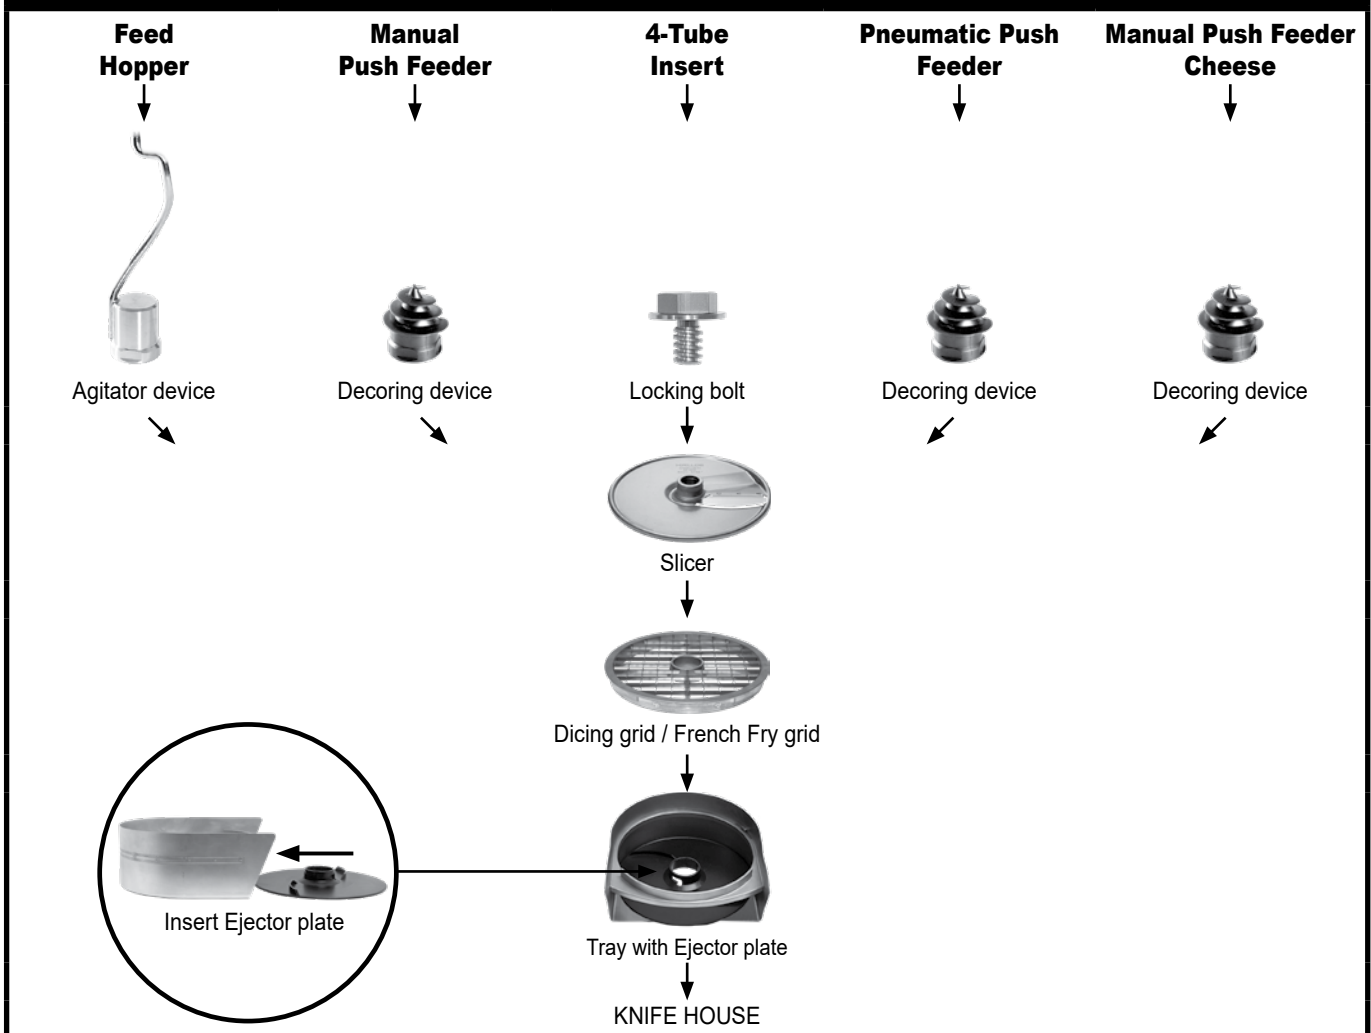 Feed
Hopper
Manual
Push Feeder
4-Tube
Insert
Pneumatic Push
Feeder
Manual Push Feeder
Cheese
Agitator device
Decoring device
Locking bolt
Decoring device
Decoring device
Slicer
Dicing grid / French Fry grid
Insert Ejector plate
Tray with Ejector plate
KNIFE HOUSE